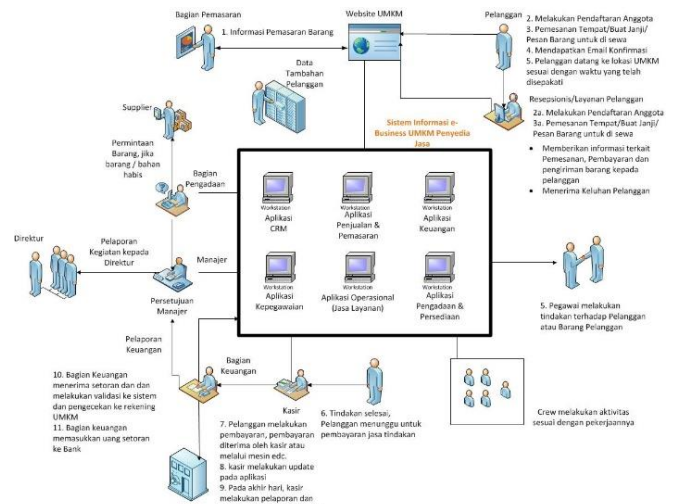 Bagian Pemasaran
1. Informasi Pemasaran Barang
Website UMKM
Pelanggan
2. Melakukan Pendaftaran Anggota
3. Pemesanan Tempat/Buat Janji/
Pesan Barang untuk di sewa
4. Mendapatkan Email Konfirmasi
5. Pelanggan datang ke lokasi UMKM
sesuai dengan waktu yang telah
disepakati
Data
Tambahan
Pelanggan
Supplier
Sistem Informasi e-
Business UMKM Penyedia
Jasa
Resepsionis/Layanan Pelanggan
2a. Melakukan Pendaftaran Anggota
3a. Pemesanan Tempat/Buat Janji/
Pesan Barang untuk di sewa
• Memberikan informasi terkait
Pemesanan, Pembayaran dan
pengiriman barang kepada
pelanggan
• Menerima Keluhan Pelanggan
Permintaan
Barang, jika
barang / bahan
habis
Bagian
Pengadaan
Workstation
Aplikasi
CRM
Workstation
Aplikasi
Penjualan &
Pemasaran
Workstation
Aplikasi
Keuangan
Direktur
Pelaporan
Kegiatan kepada
Direktur
Manajer
Persetujuan
Manajer
Workstation
Aplikasi
Kepegawaian
Workstation
Aplikasi Operasional
(Jasa Layanan)
Workstation
Aplikasi
Pengadaan &
Persediaan
5. Pegawai melakukan
tindakan terhadap Pelanggan
atau Barang Pelanggan
Pelaporan
Keuangan
Bagian
Keuangan
Kasir
10. Bagian Keuangan
menerima setoran dan dan
melakukan validasi ke sistem
dan pengecekan ke rekening
UMKM
11. Bagian keuangan
memasukkan uang setoran
ke Bank
7. Pelanggan melakukan
pembayaran, pembayaran
diterima oleh kasir atau
melalui mesin edc.
8. kasir melakukan update
pada aplikasi
9. Pada akhir hari, kasir
melakukan pelaporan dan
6. Tindakan selesai,
Pelanggan menunggu untuk
pembayaran jasa tindakan
Crew melakukan aktivitas
sesual dengan pekerjaannya